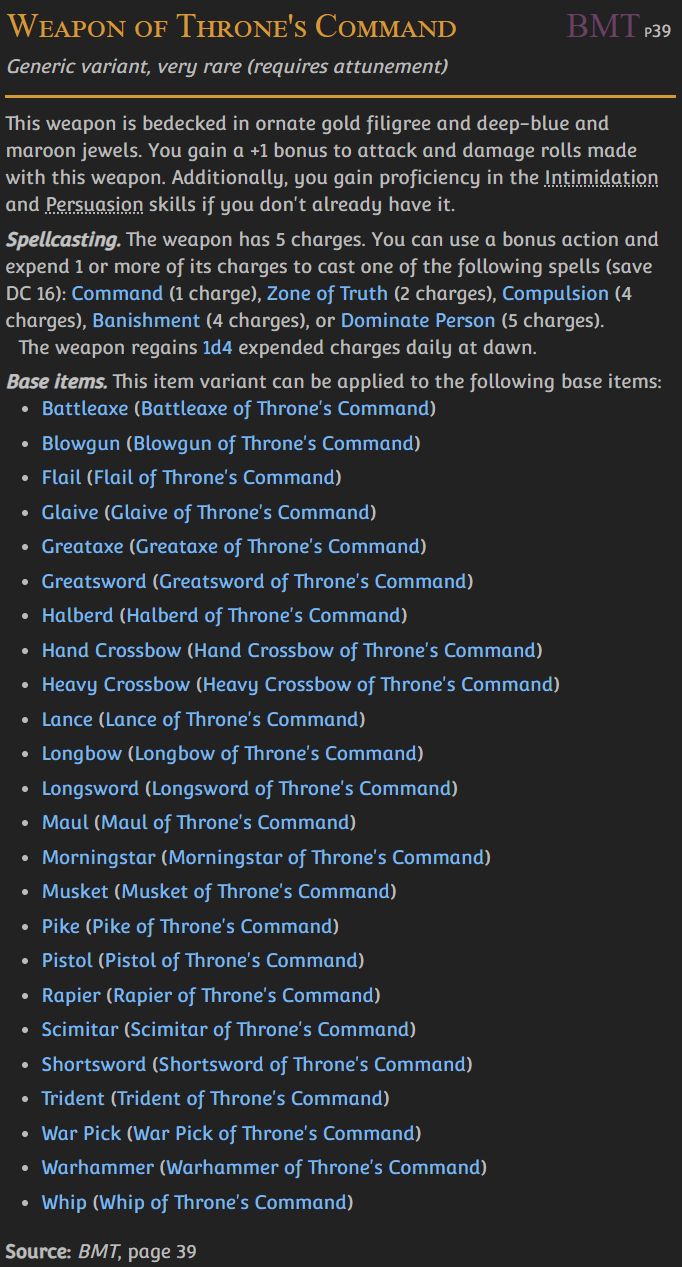 Weapon of Throne's Command BMT p39
Generic variant, very rare (requires attunement)
This weapon is bedecked in ornate gold filigree and deep-blue and
maroon jewels. You gain a +1 bonus to attack and damage rolls made
with this weapon. Additionally, you gain proficiency in the Intimidation
and Persuasion skills if you don't already have it.
Spellcasting. The weapon has 5 charges. You can use a bonus action and
expend 1 or more of its charges to cast one of the following spells (save
DC 16): Command (1 charge), Zone of Truth (2 charges), Compulsion (4
charges), Banishment (4 charges), or Dominate Person (5 charges).
The weapon regains 1d4 expended charges daily at dawn.
Base items. This item variant can be applied to the following base items:
• Battleaxe (Battleaxe of Throne's Command)
• Blowgun (Blowgun of Throne's Command)
• Flail (Flail of Throne's Command)
• Glaive (Glaive of Throne's Command)
• Greataxe (Greataxe of Throne's Command)
• Greatsword (Greatsword of Throne's Command)
• Halberd (Halberd of Throne's Command)
• Hand Crossbow (Hand Crossbow of Throne's Command)
• Heavy Crossbow (Heavy Crossbow of Throne's Command)
• Lance (Lance of Throne's Command)
• Longbow (Longbow of Throne's Command)
• Longsword (Longsword of Throne's Command)
• Maul (Maul of Throne's Command)
• Morningstar (Morningstar of Throne's Command)
• Musket (Musket of Throne's Command)
• Pike (Pike of Throne's Command)
• Pistol (Pistol of Throne's Command)
• Rapier (Rapier of Throne's Command)
• Scimitar (Scimitar of Throne's Command)
• Shortsword (Shortsword of Throne's Command)
• Trident (Trident of Throne's Command)
• War Pick (War Pick of Throne's Command)
• Warhammer (Warhammer of Throne's Command)
• Whip (Whip of Throne's Command)
Source: BMT, page 39